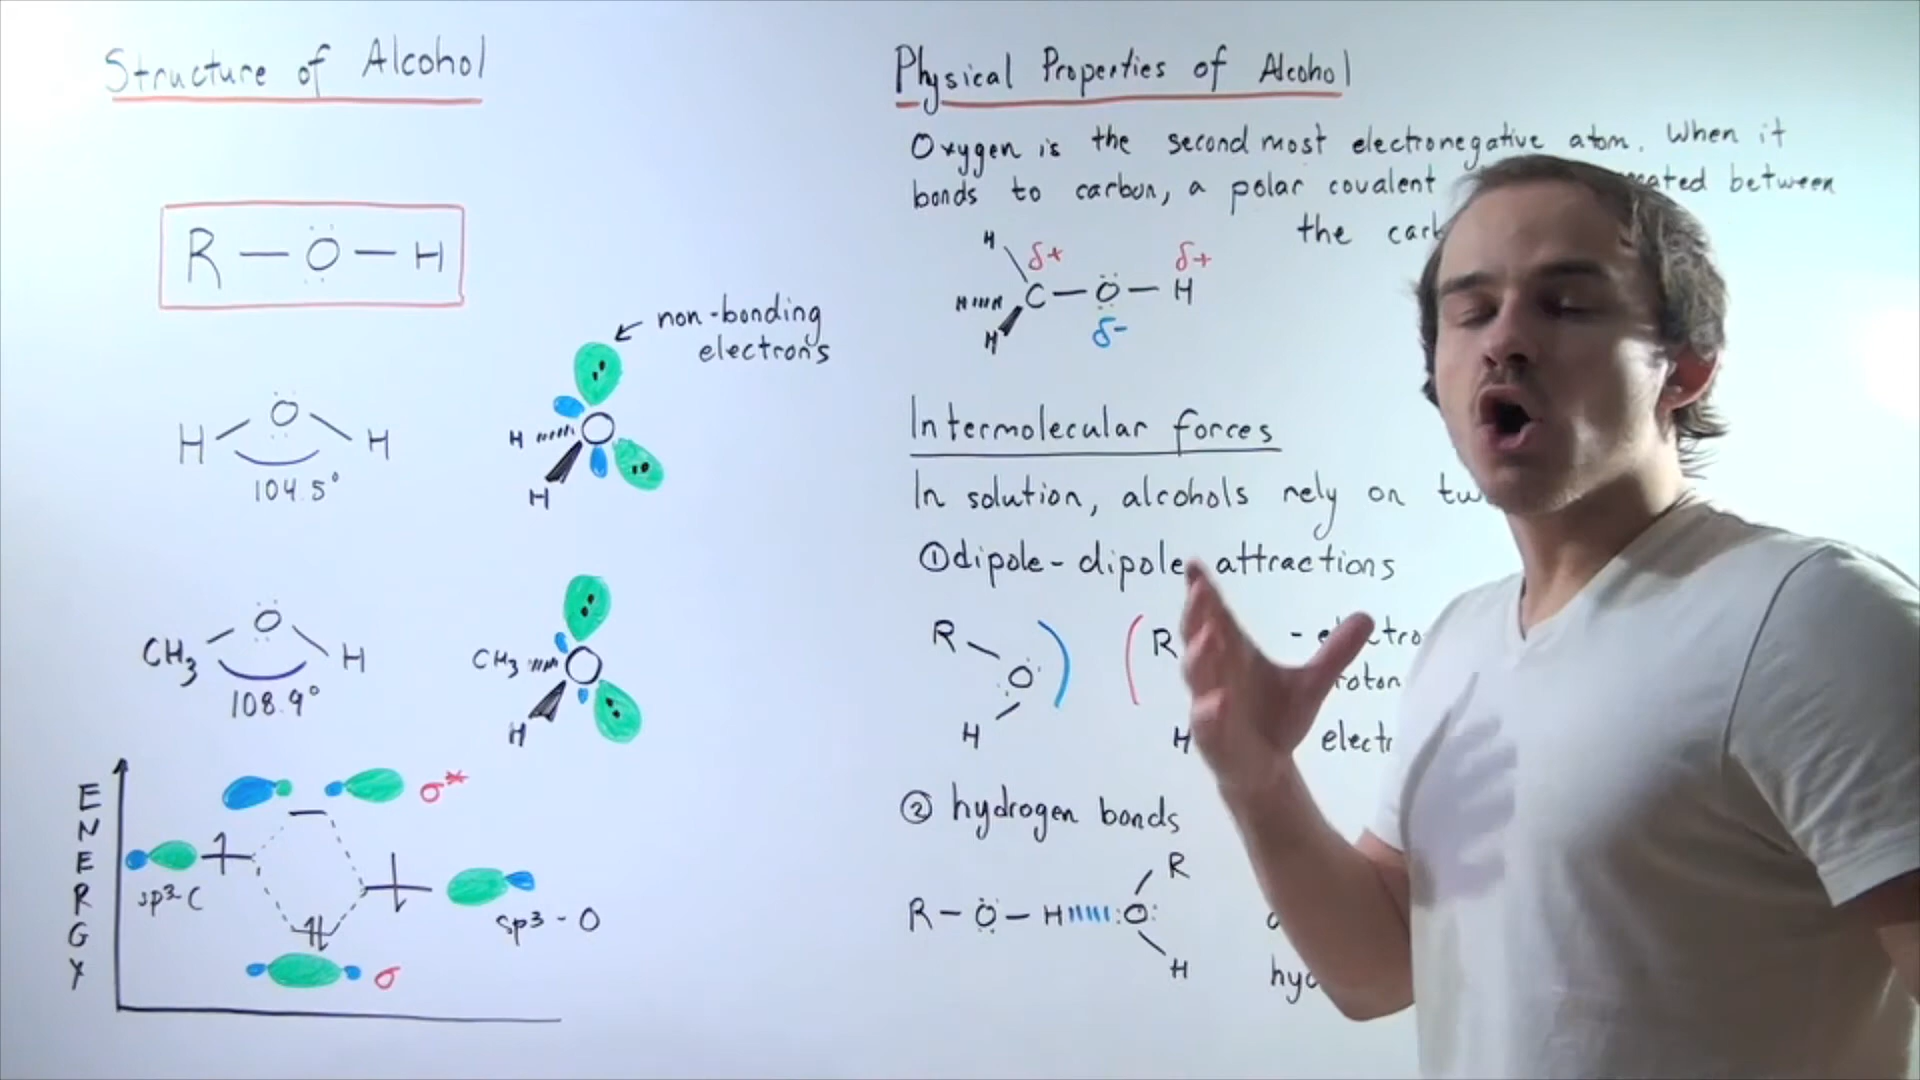 Structure of Alcohol
R — O — H
non-bonding
electrons
H O H
104.5°
H O
H
CH3 O H
108.9°
CH3 O
H
ENERGY
σ*
sp3-C
sp3 - O
σ
Physical Properties of Alcohol
Oxygen is the second most electronegative atom. When it
bonds to carbon, a polar covalent between
the
H δ+ δ+
H C — O — H
H δ-
Intermolecular forces
In solution, alcohols rely on
① dipole - dipole attractions
R R
O
H H
② hydrogen bonds
R
R — O — H O
H